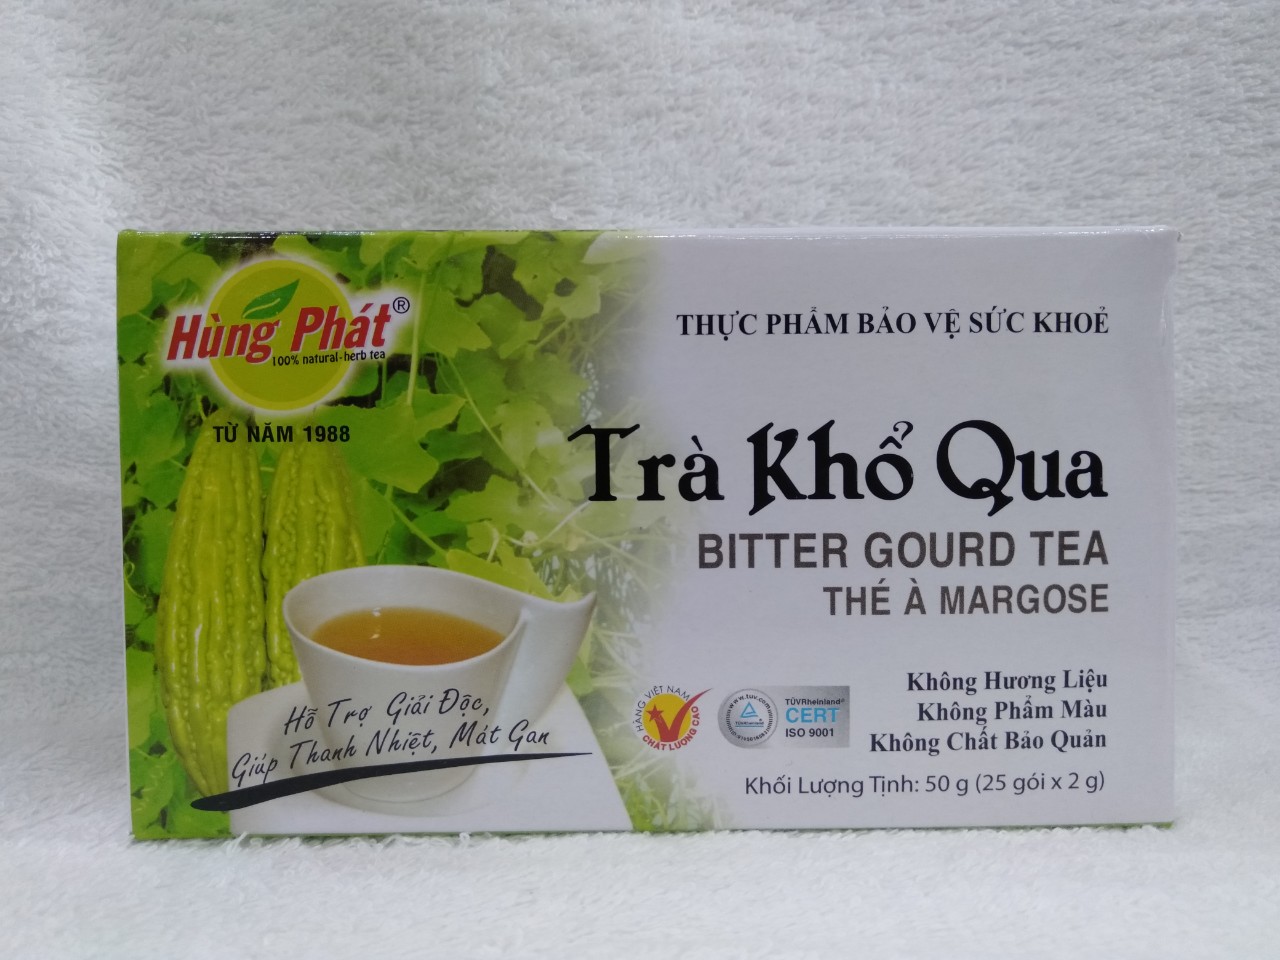 Hùng Phát®
100% natural-herb tea
TỪ NĂM 1988
THỰC PHẨM BẢO VỆ SỨC KHOẺ
Trà Khổ Qua
BITTER GOURD TEA
THÉ À MARGOSE
Hỗ Trợ Giải Độc,
Giúp Thanh Nhiệt, Mát Gan
HÀNG VIỆT NAM
CHẤT LƯỢNG CAO
www.tuv.com
TÜVRheinland®
CERT
ISO 9001
Không Hương Liệu
Không Phẩm Màu
Không Chất Bảo Quản
Khối Lượng Tịnh: 50 g (25 gói x 2 g)